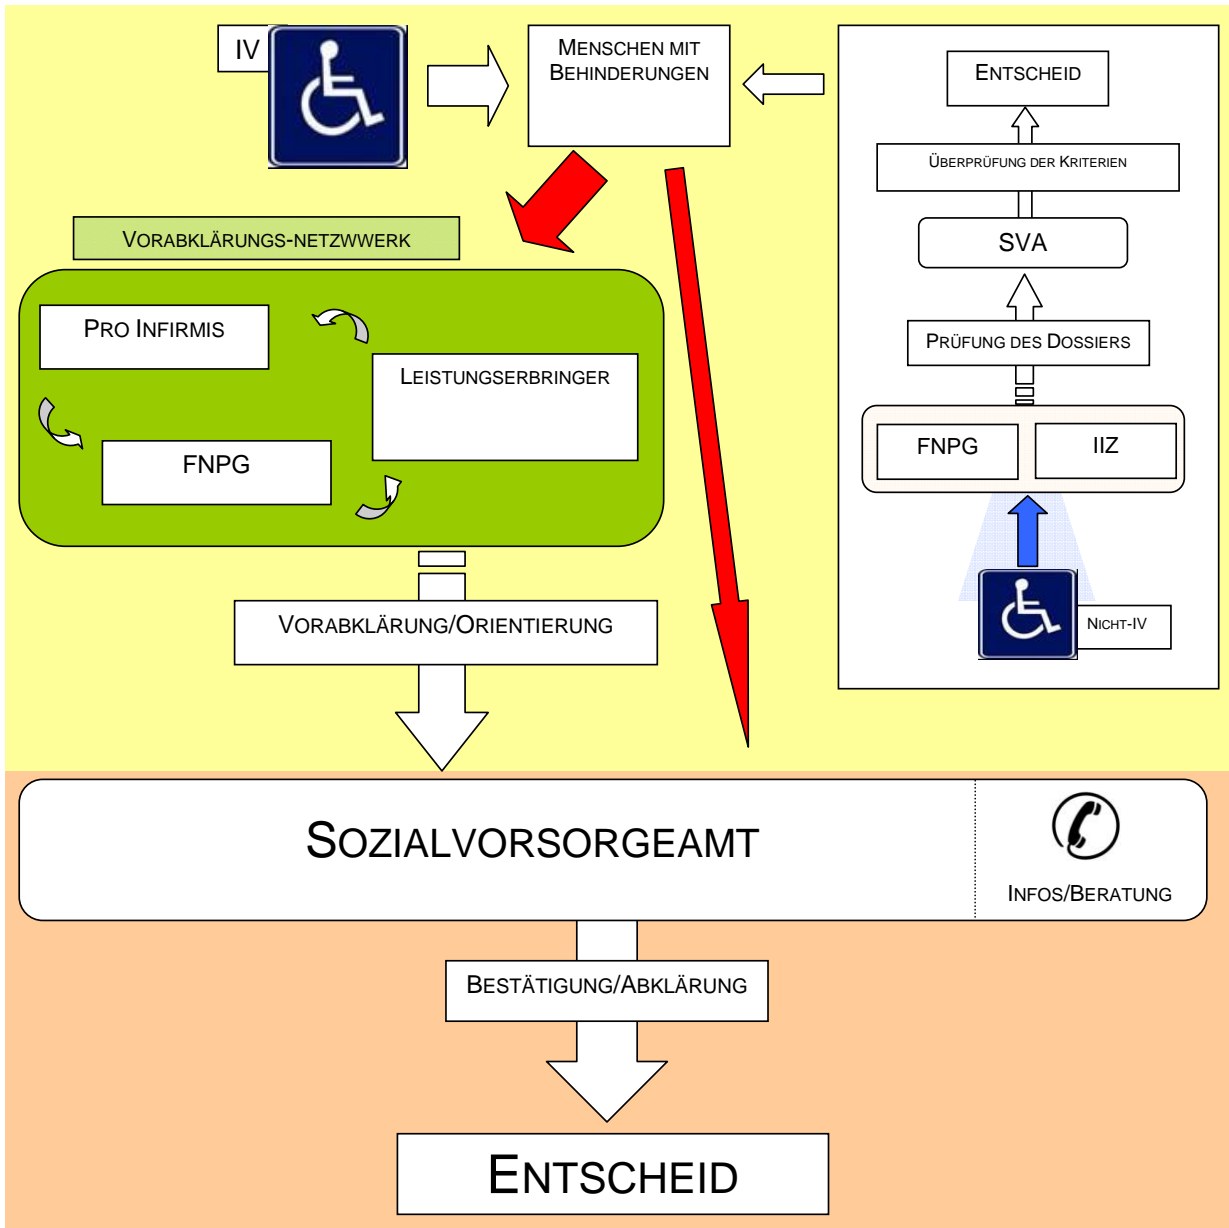 IV
MENSCHEN MIT
BEHINDERUNGEN
ENTSCHEID
ÜBERPRÜFUNG DER KRITERIEN
SVA
PRÜFUNG DES DOSSIERS
FNPG
IIZ
NICHT-IV
VORABKLÄRUNGS-NETZWWERK
PRO INFIRMIS
LEISTUNGSERBRINGER
FNPG
VORABKLÄRUNG/ORIENTIERUNG
SOZIALVORSORGEAMT
INFOS/BERATUNG
BESTÄTIGUNG/ABKLÄRUNG
ENTSCHEID